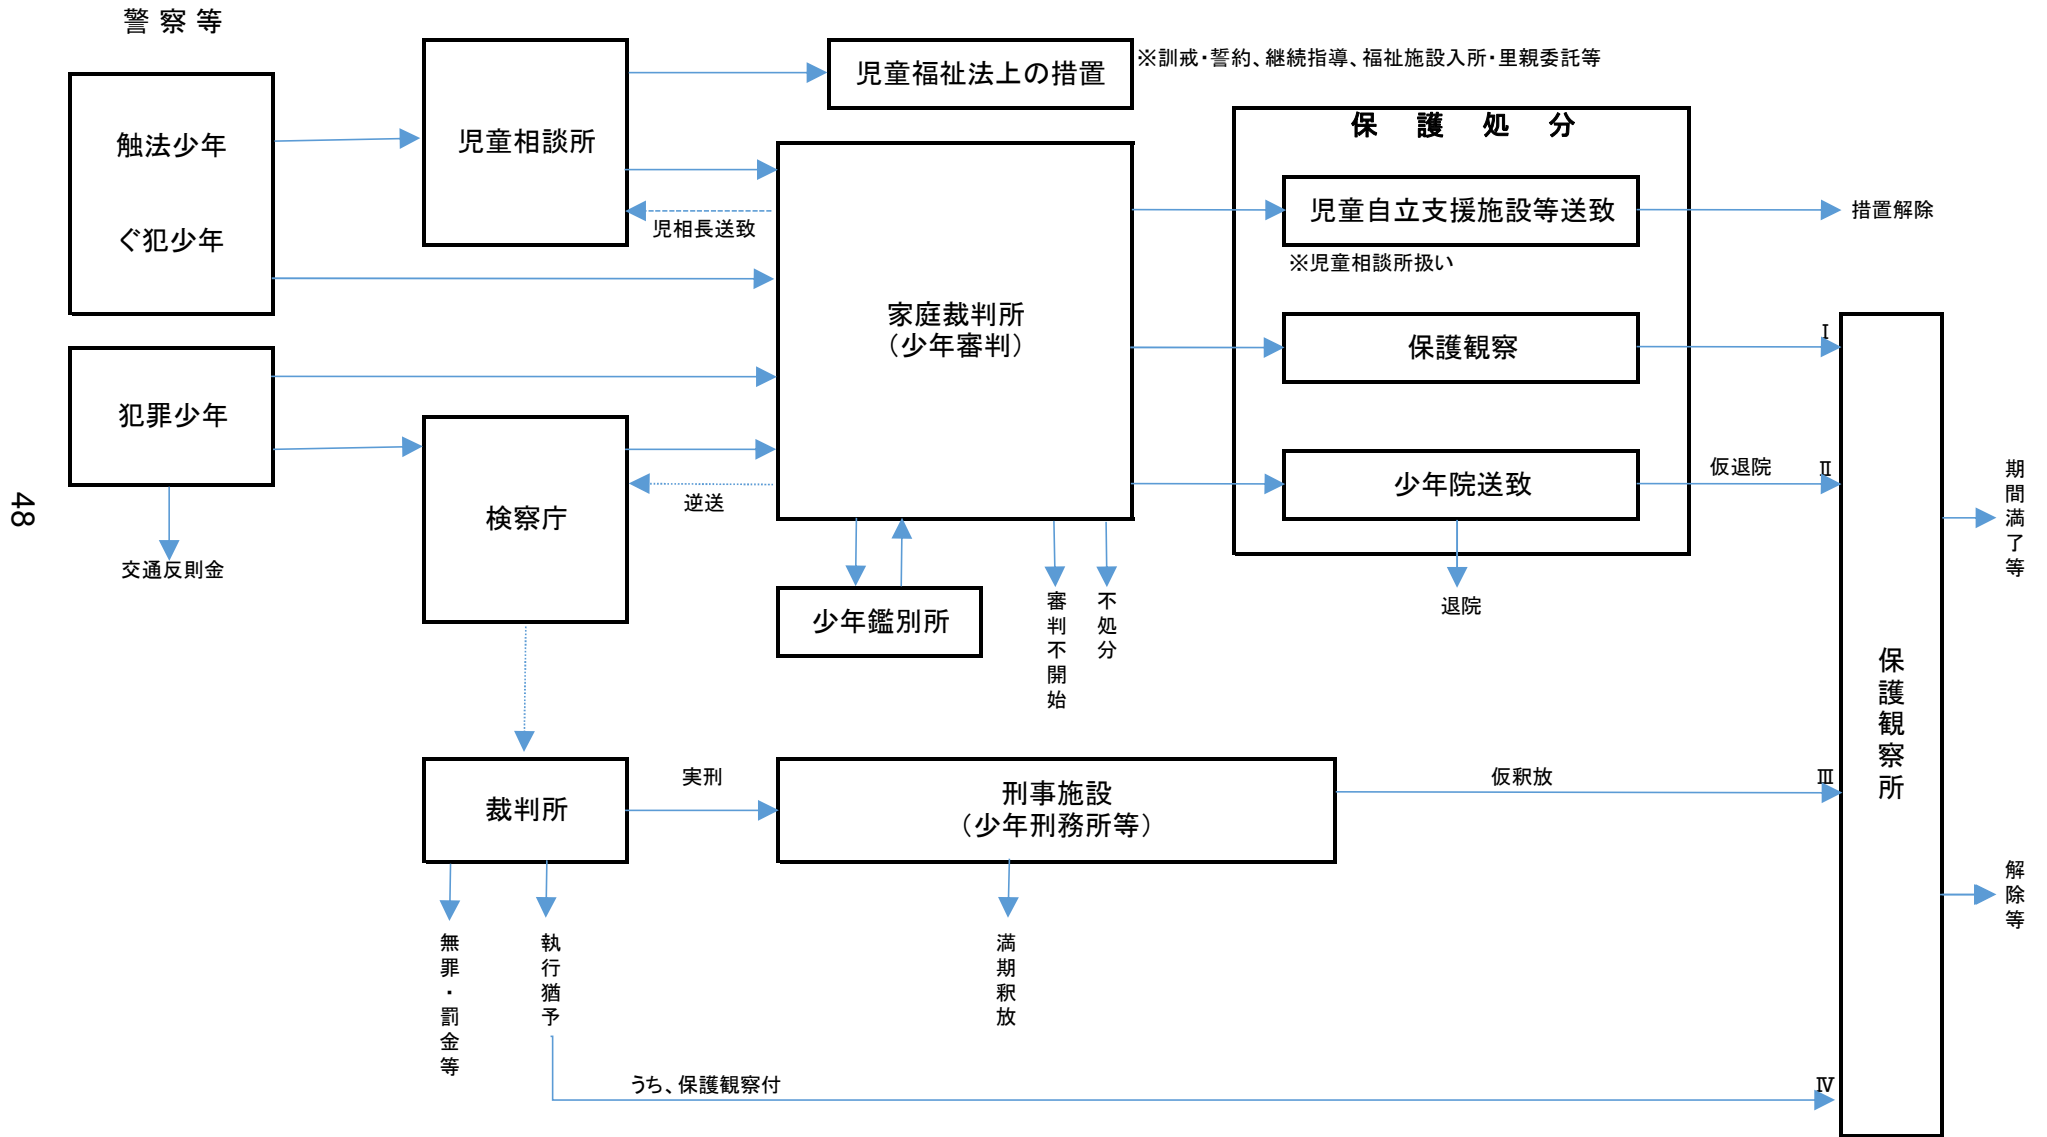 警察等
触法少年
ぐ犯少年
犯罪少年
交通反則金
児童相談所
児童福祉法上の措置
※訓戒・誓約、継続指導、福祉施設入所・里親委託等
児相長送致
家庭裁判所
（少年審判）
検察庁
逆送
少年鑑別所
審判不開始
不処分
保護処分
児童自立支援施設等送致
※児童相談所扱い
措置解除
保護観察
Ⅰ
少年院送致
仮退院
Ⅱ
退院
裁判所
実刑
刑事施設
（少年刑務所等）
仮釈放
Ⅲ
無罪・罰金等
執行猶予
満期釈放
うち、保護観察付
Ⅳ
保護観察所
期間満了等
解除等
48